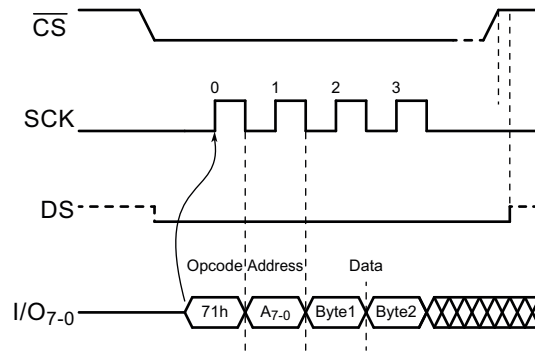 CS
0 1 2 3
SCK
DS
Opcode Address Data
I/O7-0 71h A7-0 Byte1 Byte2